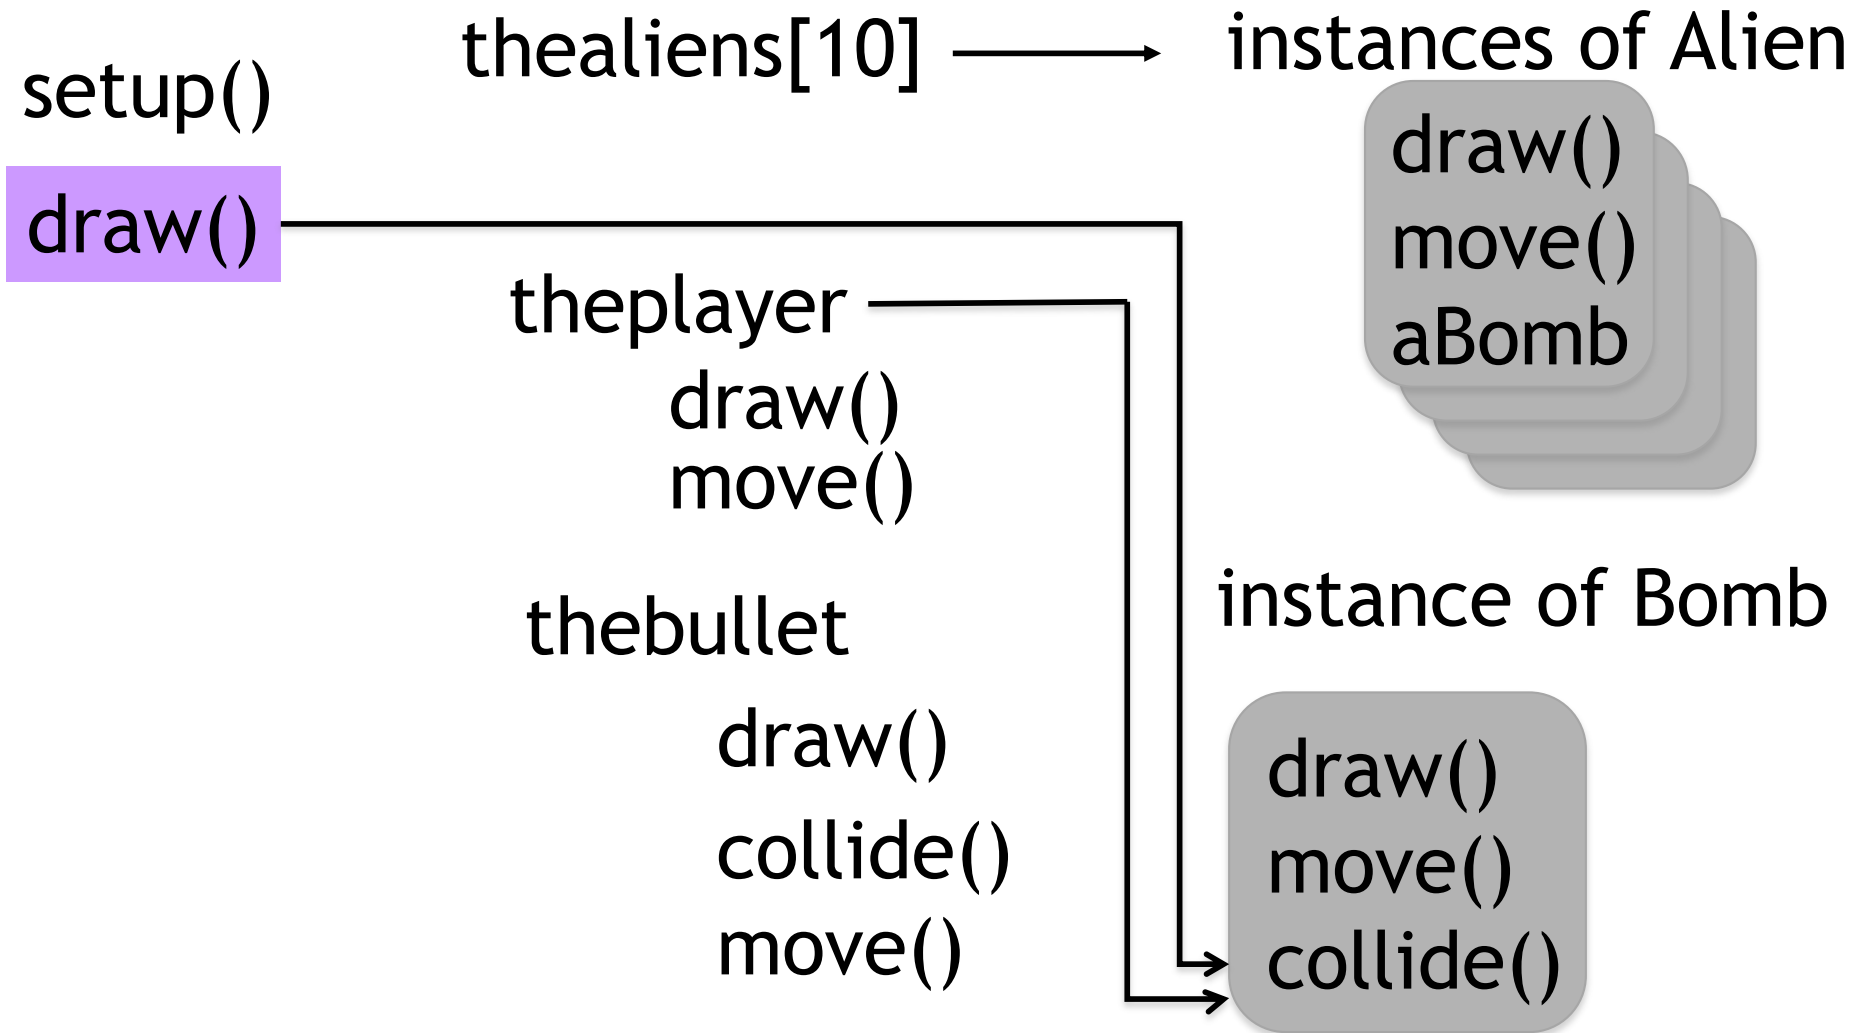 setup()
draw()
thealiens[10]
theplayer
draw()
move()
thebullet
draw()
collide()
move()
instances of Alien
draw()
move()
aBomb
instance of Bomb
draw()
move()
collide()